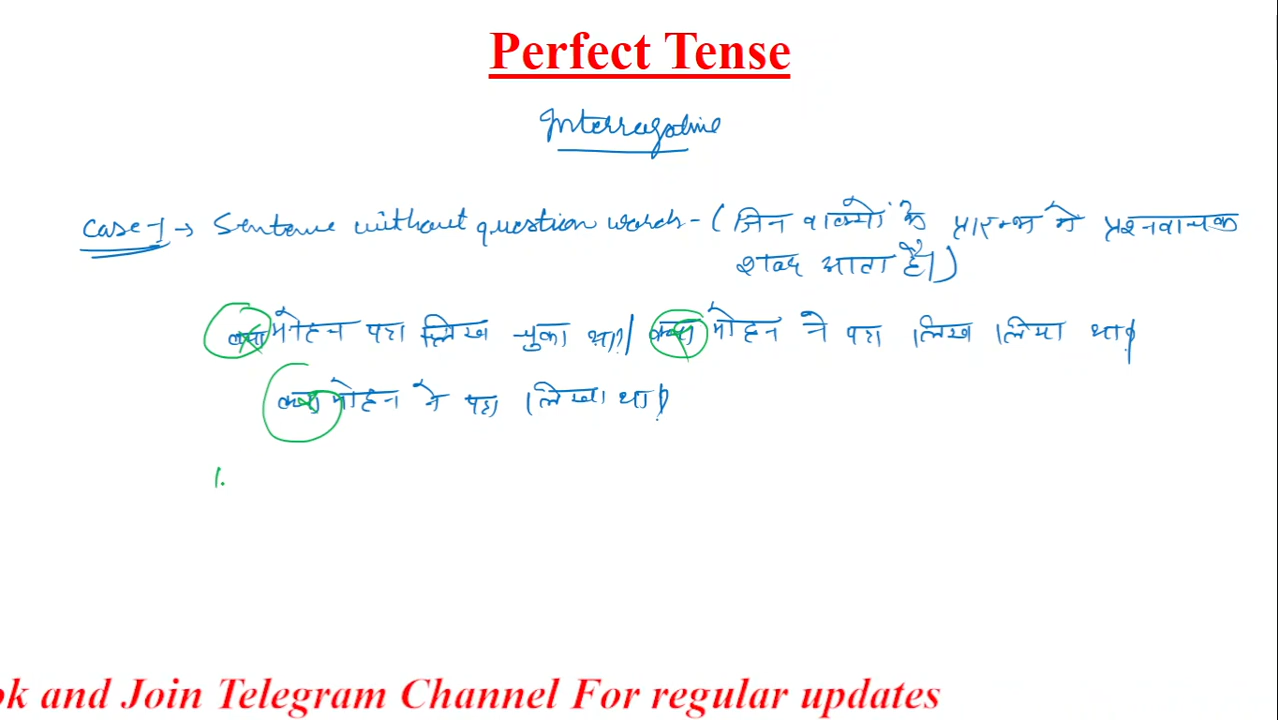 Perfect Tense
Interrogative
Case-I → Sentence without question words - (जिन वाक्यों के प्रारम्भ में प्रश्नवाचक
शब्द आता है।)
क्या मोहन पत्र लिख चुका था? / क्या मोहन ने पत्र लिख लिया था?
क्या मोहन ने पत्र लिखा था?
1.
ok and Join Telegram Channel For regular updates